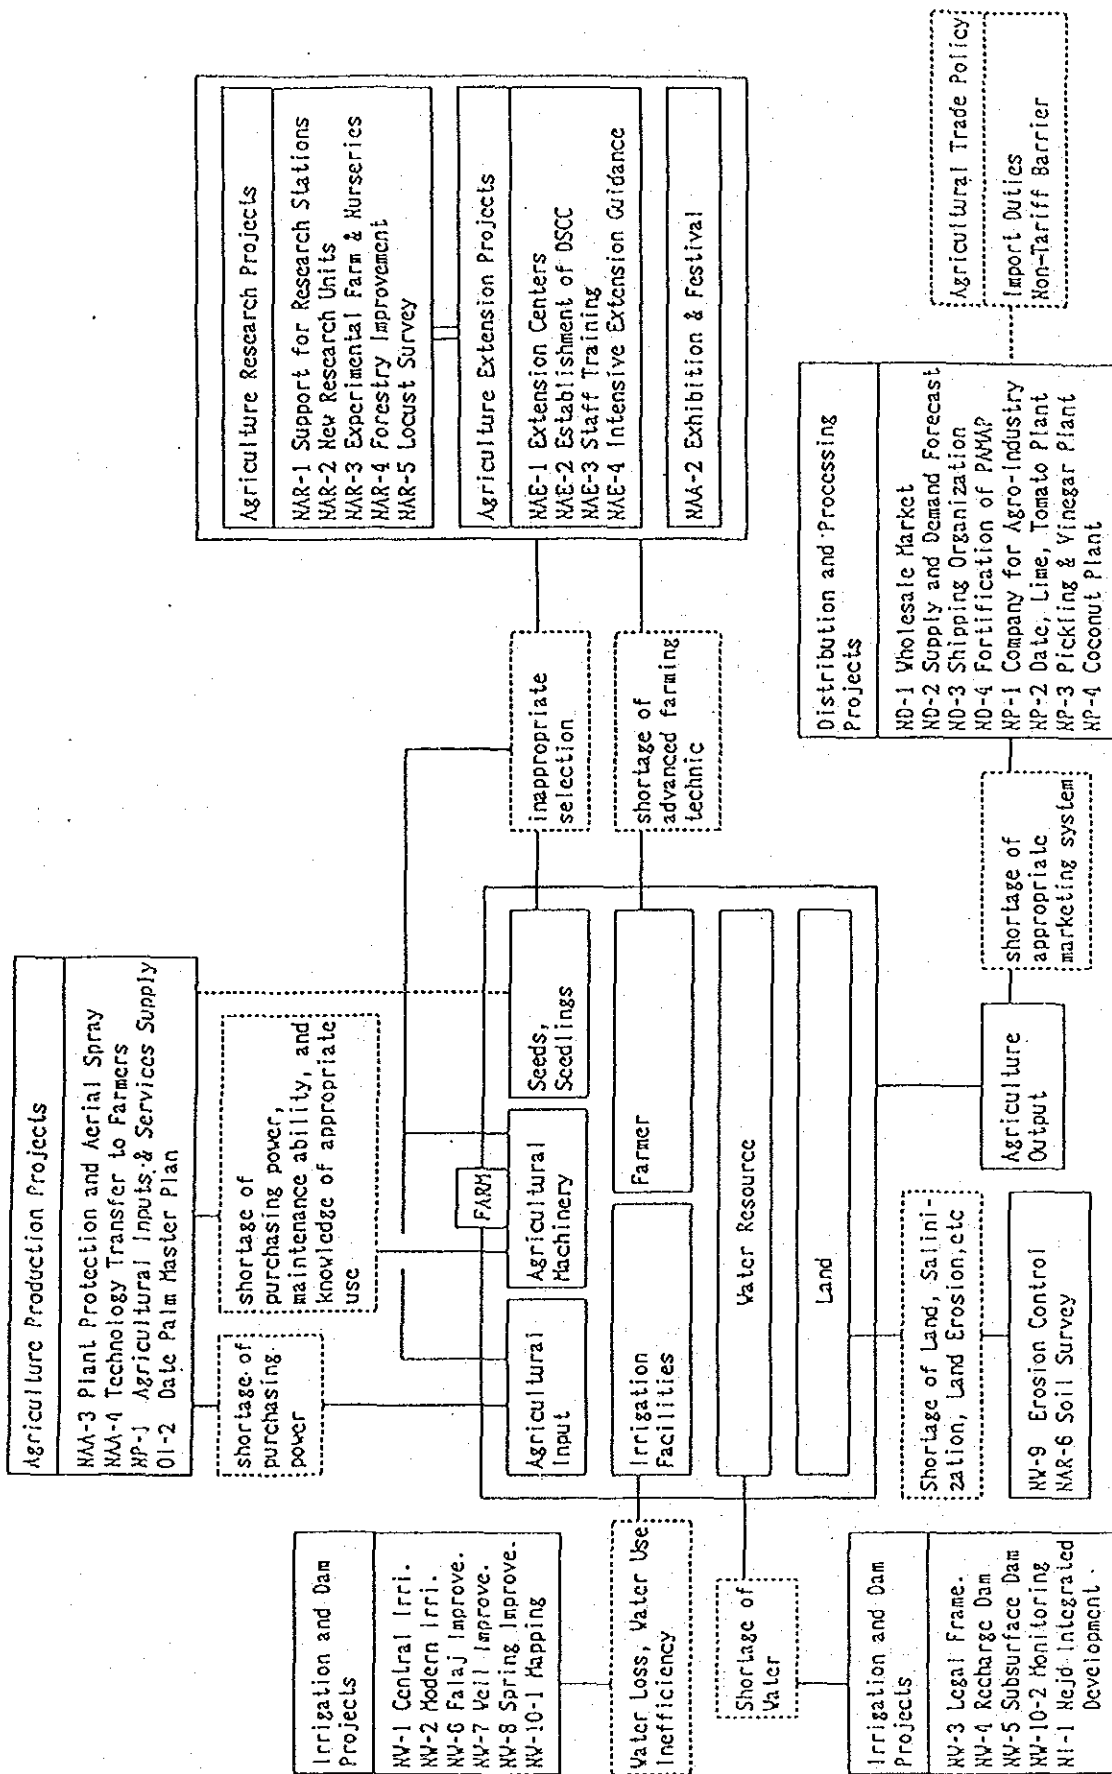 Agriculture Production Projects
NAA-3 Plant Protection and Aerial Spray
NAA-4 Technology Transfer to Farmers
NP-1 Agricultural Inputs & Services Supply
OI-2 Date Palm Master Plan
shortage of
purchasing
power
shortage of
purchasing power,
maintenance ability, and
knowledge of appropriate
use
Irrigation and Dam
Projects
NW-1 Central Irri.
NW-2 Modern Irri.
NW-6 Falaj Improve.
NW-7 Well Improve.
NW-8 Spring Improve.
NW-10-1 Mapping
Water Loss, Water Use
Inefficiency
Shortage of
Water
Irrigation and Dam
Projects
NW-3 Legal Frame.
NW-4 Recharge Dam
NW-5 Subsurface Dam
NW-10-2 Monitoring
NI-1 Nejd Integrated
Development.
FARM
Agricultural
Input
Agricultural
Machinery
Seeds,
Seedlings
Irrigation
Facilities
Farmer
Water Resource
Land
Shortage of Land, Salini-
zation, Land Erosion,etc
NW-9 Erosion Control
NAR-6 Soil Survey
Agriculture
Output
inappropriate
selection
shortage of
advanced farming
technic
shortage of
appropriate
marketing system
Agriculture Research Projects
NAR-1 Support for Research Stations
NAR-2 New Research Units
NAR-3 Experimental Farm & Nurseries
NAR-4 Forestry Improvement
NAR-5 Locust Survey
Agriculture Extension Projects
NAE-1 Extension Centers
NAE-2 Establishment of DSCC
NAE-3 Staff Training
NAE-4 Intensive Extension Guidance
NAA-2 Exhibition & Festival
Distribution and Processing
Projects
ND-1 Wholesale Market
ND-2 Supply and Demand Forecast
ND-3 Shipping Organization
ND-4 Fortification of PAMAP
NP-1 Company for Agro-Industry
NP-2 Date, Lime, Tomato Plant
NP-3 Pickling & Vinegar Plant
NP-4 Coconut Plant
Agricultural Trade Policy
Import Duties
Non-Tariff Barrier